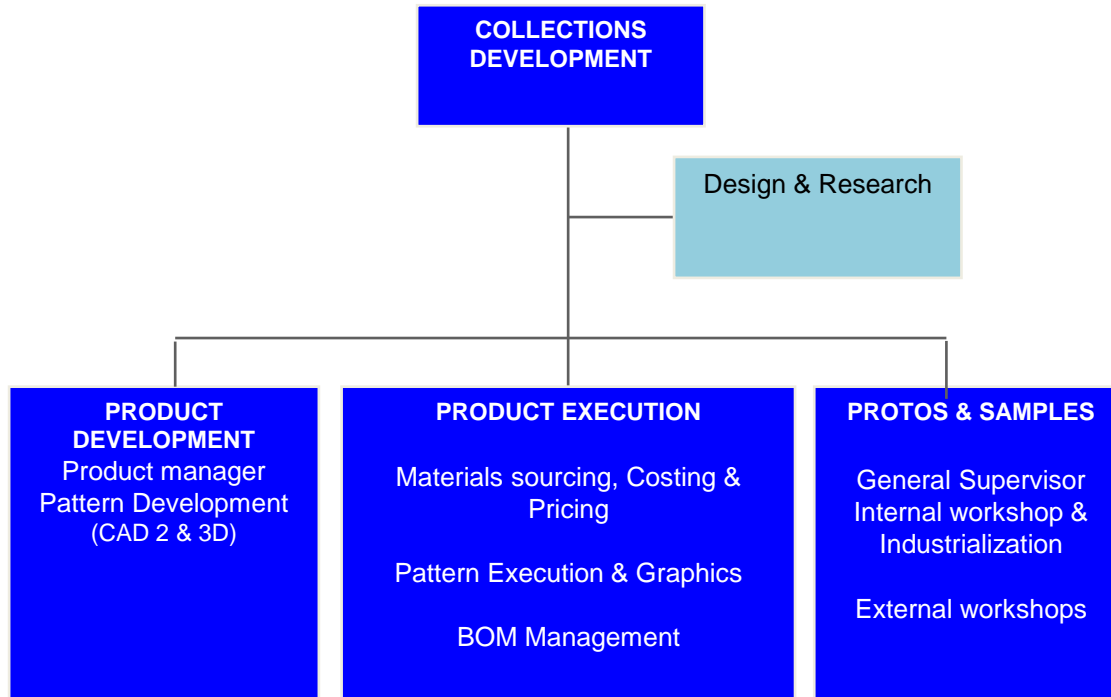 COLLECTIONS
DEVELOPMENT
Design & Research
PRODUCT
DEVELOPMENT
Product manager
Pattern Development
(CAD 2 & 3D)
PRODUCT EXECUTION
Materials sourcing, Costing &
Pricing
Pattern Execution & Graphics
BOM Management
PROTOS & SAMPLES
General Supervisor
Internal workshop &
Industrialization
External workshops